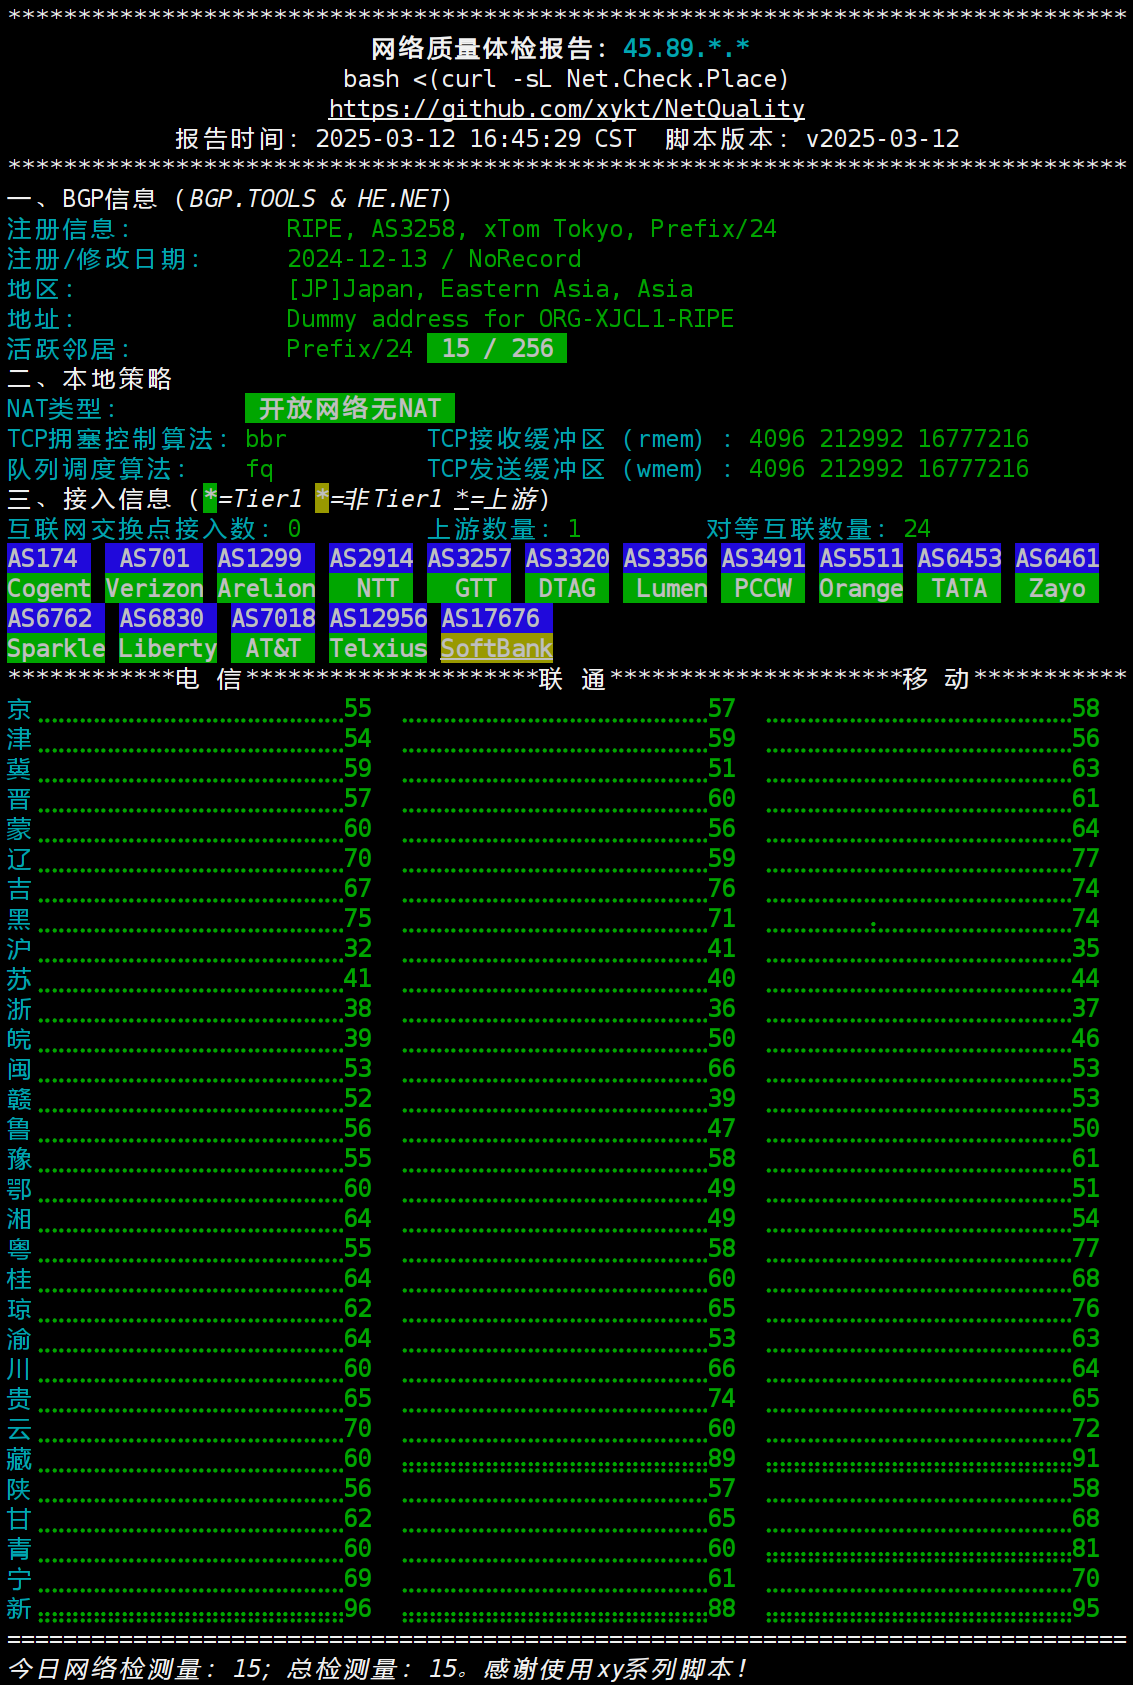 ********************************************************************************
网络质量体检报告：45.89.*.*
bash <(curl -sL Net.Check.Place)
https://github.com/xykt/NetQuality
报告时间：2025-03-12 16:45:29 CST  脚本版本：v2025-03-12
********************************************************************************
一、BGP信息（BGP.TOOLS & HE.NET）
注册信息：RIPE, AS3258, xTom Tokyo, Prefix/24
注册/修改日期：2024-12-13 / NoRecord
地区：[JP]Japan, Eastern Asia, Asia
地址：Dummy address for ORG-XJCL1-RIPE
活跃邻居：Prefix/24 15 / 256
二、本地策略
NAT类型：开放网络无NAT
TCP拥塞控制算法：bbr TCP接收缓冲区（rmem）：4096 212992 16777216
队列调度算法：fq TCP发送缓冲区（wmem）：4096 212992 16777216
三、接入信息（*=Tier1 *=非Tier1 *=上游）
互联网交换点接入数：0 上游数量：1 对等互联数量：24
AS174 AS701 AS1299 AS2914 AS3257 AS3320 AS3356 AS3491 AS5511 AS6453 AS6461
Cogent Verizon Arelion NTT GTT DTAG Lumen PCCW Orange TATA Zayo
AS6762 AS6830 AS7018 AS12956 AS17676
Sparkle Liberty AT&T Telxius SoftBank
************电 信*********************联 通*********************移 动***********
京 55 57 58
津 54 59 56
冀 59 51 63
晋 57 60 61
蒙 60 56 64
辽 70 59 77
吉 67 76 74
黑 75 71 74
沪 32 41 35
苏 41 40 44
浙 38 36 37
皖 39 50 46
闽 53 66 53
赣 52 39 53
鲁 56 47 50
豫 55 58 61
鄂 60 49 51
湘 64 49 54
粤 55 58 77
桂 64 60 68
琼 62 65 76
渝 64 53 63
川 60 66 64
贵 65 74 65
云 70 60 72
藏 60 89 91
陕 56 57 58
甘 62 65 68
青 60 60 81
宁 69 61 70
新 96 88 95
================================================================================
今日网络检测量：15；总检测量：15。感谢使用xy系列脚本！